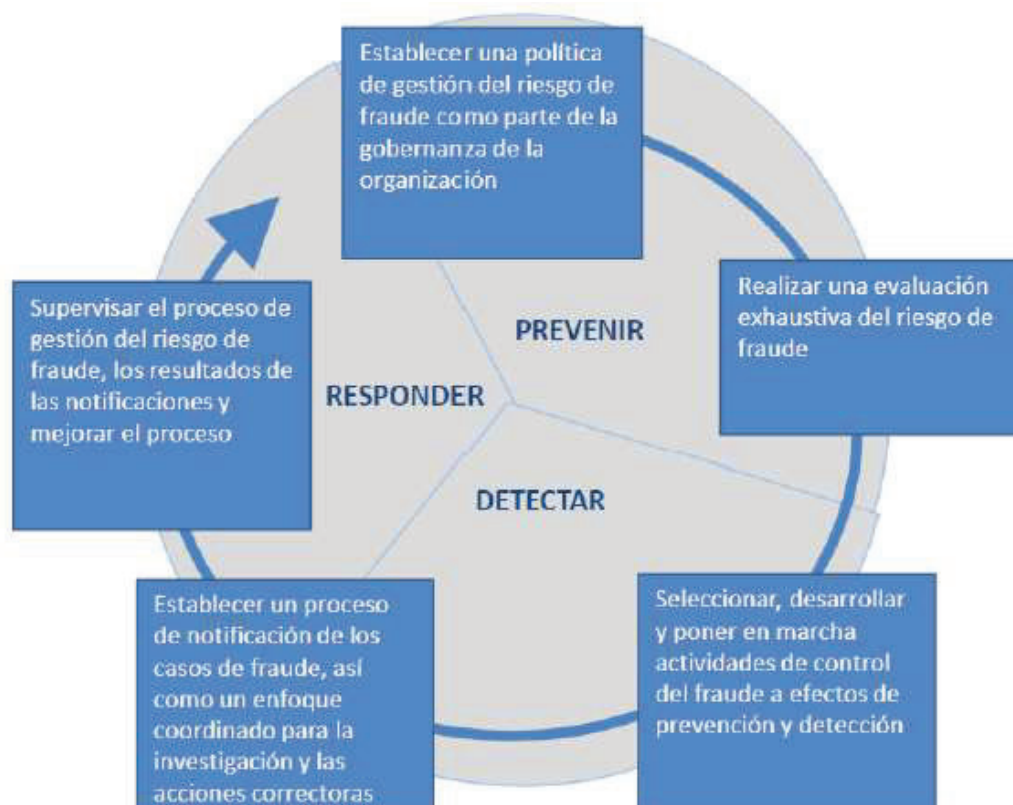 Establecer una política
de gestión del riesgo de
fraude como parte de la
gobernanza de la
organización
PREVENIR
Realizar una evaluación
exhaustiva del riesgo de
fraude
DETECTAR
Seleccionar, desarrollar
y poner en marcha
actividades de control
del fraude a efectos de
prevención y detección
Establecer un proceso
de notificación de los
casos de fraude, así
como un enfoque
coordinado para la
investigación y las
acciones correctoras
RESPONDER
Supervisar el proceso de
gestión del riesgo de
fraude, los resultados de
las notificaciones y
mejorar el proceso